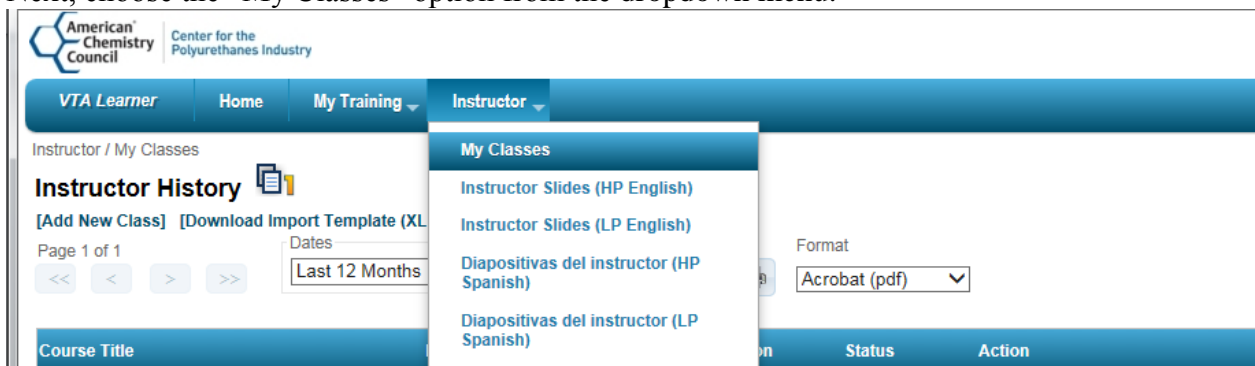 Next, choose the "My Classes" option from the dropdown menu.
American
Chemistry
Council
Center for the
Polyurethanes Industry
VTA Learner Home My Training Instructor
Instructor / My Classes
My Classes
Instructor History
Instructor Slides (HP English)
[Add New Class] [Download Import Template (XL
Instructor Slides (LP English)
Page 1 of 1
Dates
Format
<< < > >>
Last 12 Months
Diapositivas del instructor (HP
Spanish)
Acrobat (pdf)
Diapositivas del instructor (LP
Spanish)
Course Title
on Status Action